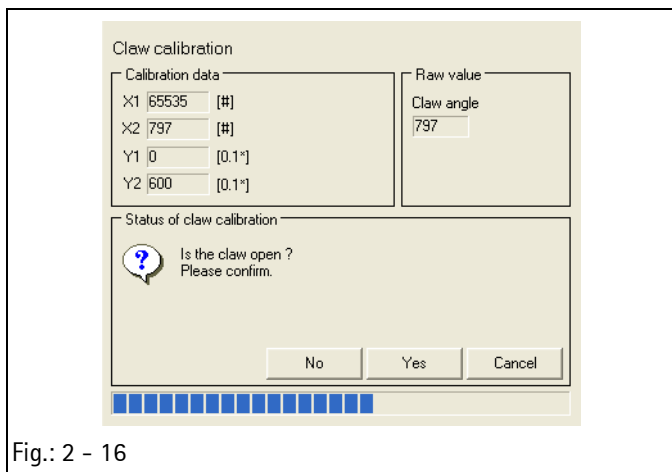 Claw calibration
Calibration data
X1 65535 [#]
X2 797 [#]
Y1 0 [0.1*]
Y2 600 [0.1*]
Raw value
Claw angle
797
Status of claw calibration
Is the claw open ?
Please confirm.
No Yes Cancel
Fig.: 2 - 16